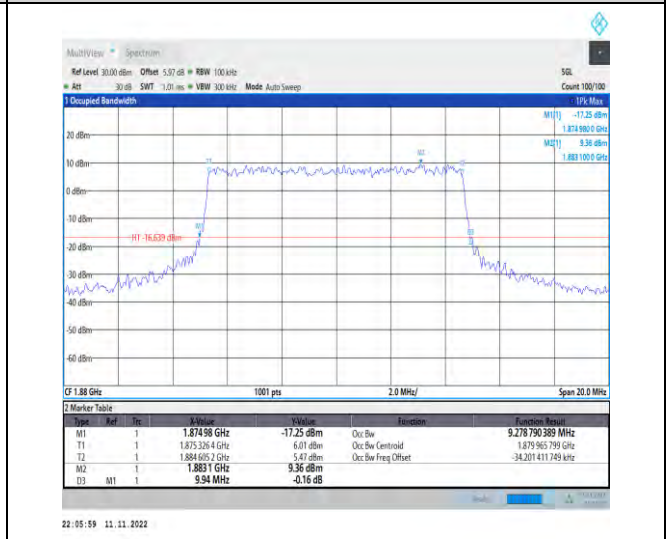 MultiView Spectrum
Ref Level 30.00 dBm Offset 5.97 dB RBW 100 kHz SGL
Att 30 dB SWT 1.01 ms VBW 300 kHz Mode Auto Sweep Count 100/100
1 Occupied Bandwidth 1Pk Max
M1[1] -17.25 dBm
1.874 980 0 GHz
20 dBm M2[1] 9.36 dBm
1.883 100 0 GHz
M2
10 dBm
T1
0 dBm
-10 dBm
M1
H1 -16.639 dBm
-20 dBm
-30 dBm
-40 dBm
-50 dBm
-60 dBm
CF 1.88 GHz 1001 pts 2.0 MHz/ Span 20.0 MHz
2 Marker Table
Type Ref Trc X-Value Y-Value Function Function Result
M1 1 1.874 98 GHz -17.25 dBm Occ Bw 9.278 790 389 MHz
T1 1 1.875 326 4 GHz 6.01 dBm Occ Bw Centroid 1.879 965 799 GHz
T2 1 1.884 605 2 GHz 5.47 dBm Occ Bw Freq Offset -34.201 411 749 kHz
M2 1 1.883 1 GHz 9.36 dBm
D3 M1 1 9.94 MHz -0.16 dB
22:05:59 11.11.2022